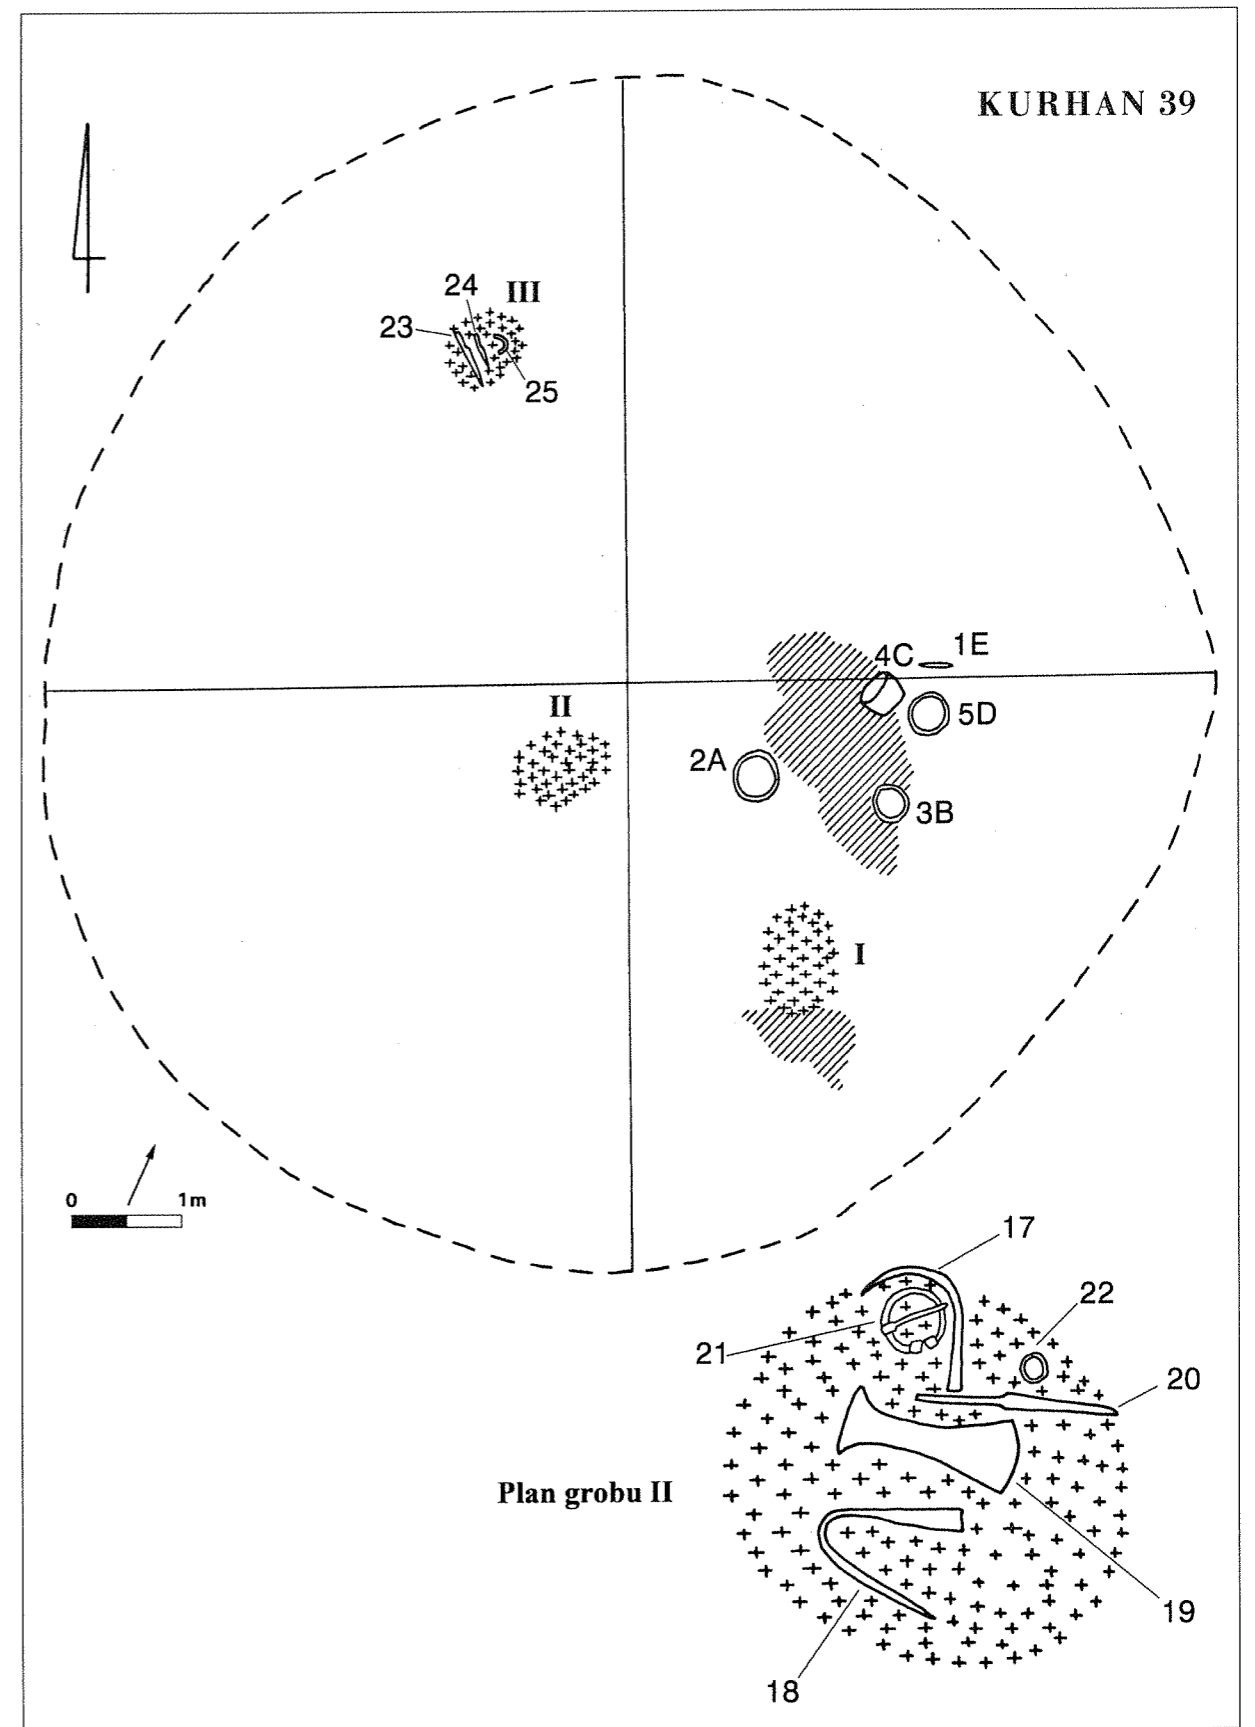 KURHAN 39
24
III
23
25
4C
1E
II
5D
2A
3B
I
0 1m
17
22
21
20
Plan grobu II
19
18